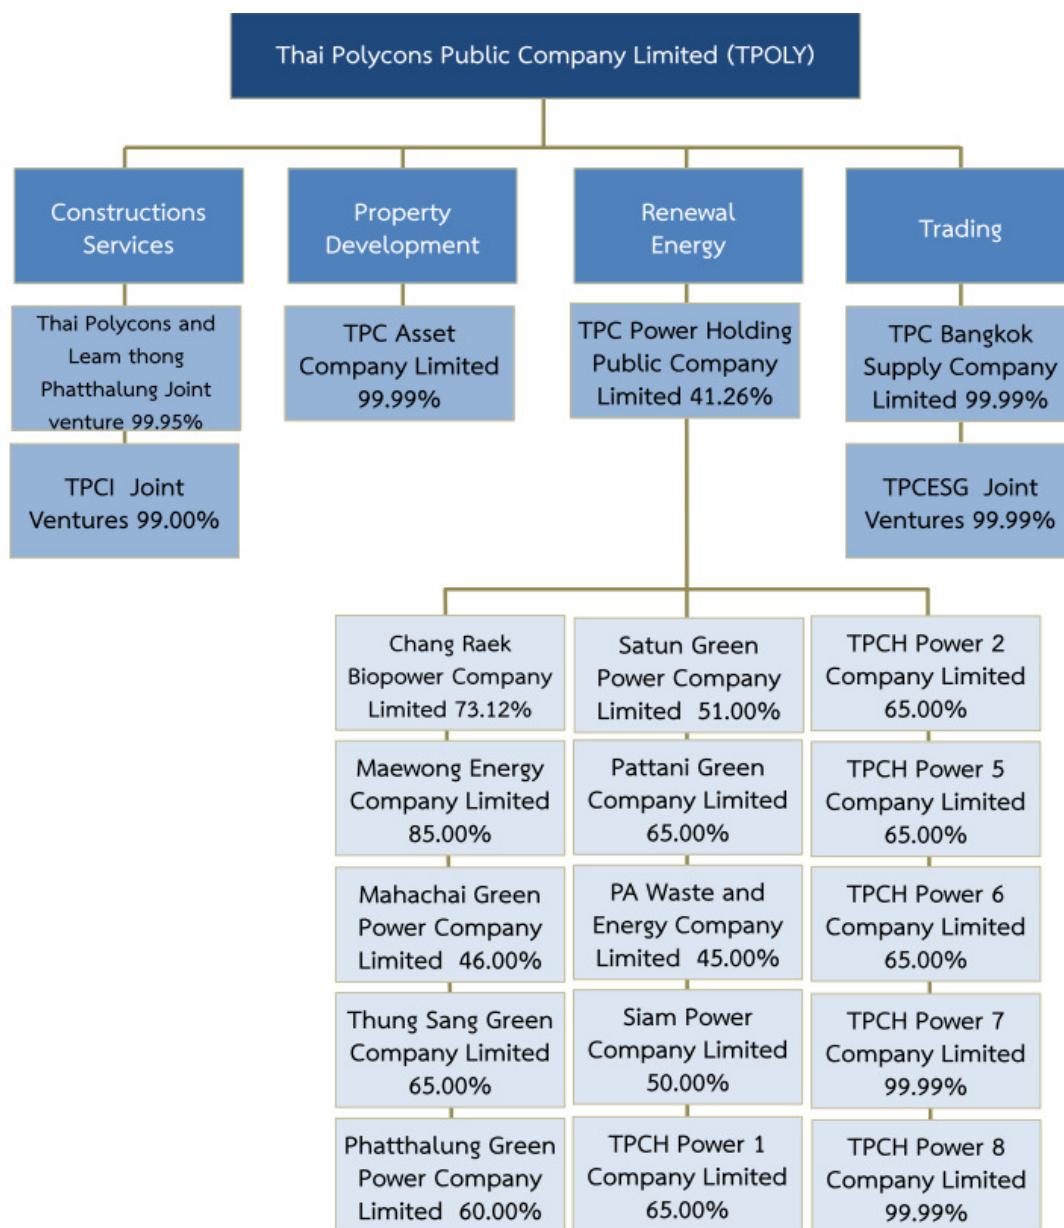 Thai Polycons Public Company Limited (TPOLY)
Constructions
Services
Property
Development
Renewal
Energy
Trading
Thai Polycons and
Leam thong
Phatthalung Joint
venture 99.95%
TPC Asset
Company Limited
99.99%
TPC Power Holding
Public Company
Limited 41.26%
TPC Bangkok
Supply Company
Limited 99.99%
TPCI Joint
Ventures 99.00%
TPCESG Joint
Ventures 99.99%
Chang Raek
Biopower Company
Limited 73.12%
Maewong Energy
Company Limited
85.00%
Mahachai Green
Power Company
Limited 46.00%
Thung Sang Green
Company Limited
65.00%
Phatthalung Green
Power Company
Limited 60.00%
Satun Green
Power Company
Limited 51.00%
Pattani Green
Company Limited
65.00%
PA Waste and
Energy Company
Limited 45.00%
Siam Power
Company Limited
50.00%
TPCH Power 1
Company Limited
65.00%
TPCH Power 2
Company Limited
65.00%
TPCH Power 5
Company Limited
65.00%
TPCH Power 6
Company Limited
65.00%
TPCH Power 7
Company Limited
99.99%
TPCH Power 8
Company Limited
99.99%